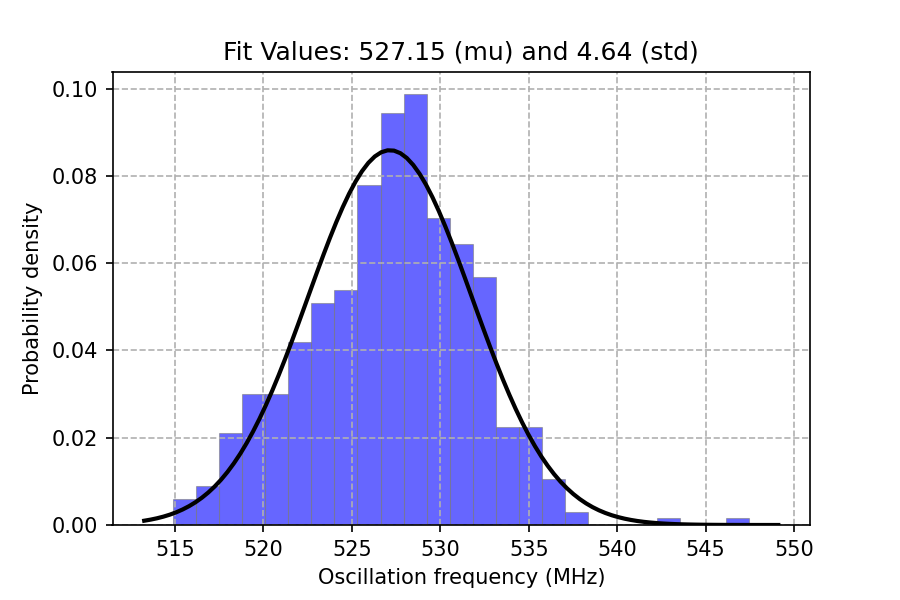 Fit Values: 527.15 (mu) and 4.64 (std)
Probability density
0.10
0.08
0.06
0.04
0.02
0.00
515 520 525 530 535 540 545 550
Oscillation frequency (MHz)